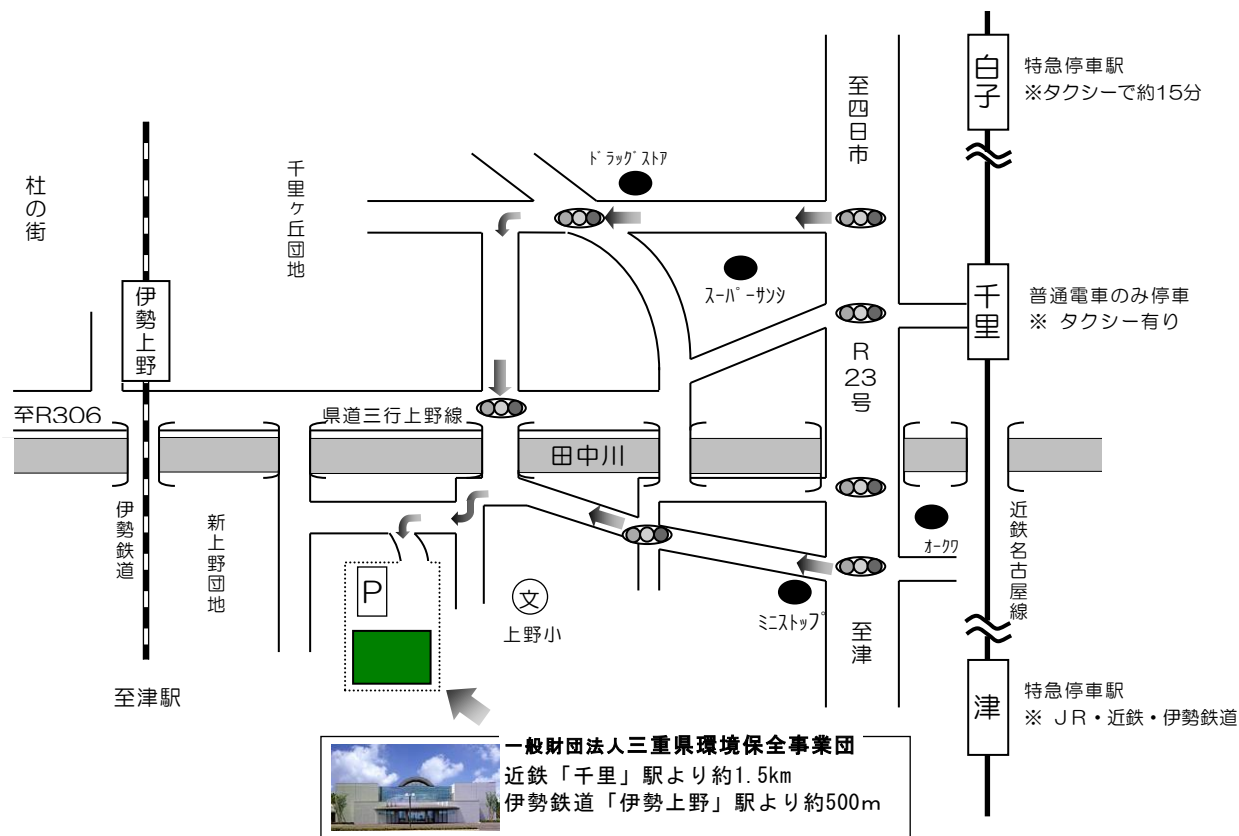 白子
特急停車駅
※タクシーで約15分
至四日市
ドラッグストア
千里ヶ丘団地
杜の街
スーパーサンシ
伊勢上野
千里
普通電車のみ停車
※ タクシー有り
R23号
至R306
県道三行上野線
田中川
伊勢鉄道
新上野団地
オークワ
近鉄名古屋線
P
文
上野小
ミニストップ
至津
至津駅
津
特急停車駅
※ JR・近鉄・伊勢鉄道
一般財団法人三重県環境保全事業団
近鉄「千里」駅より約1.5km
伊勢鉄道「伊勢上野」駅より約500m